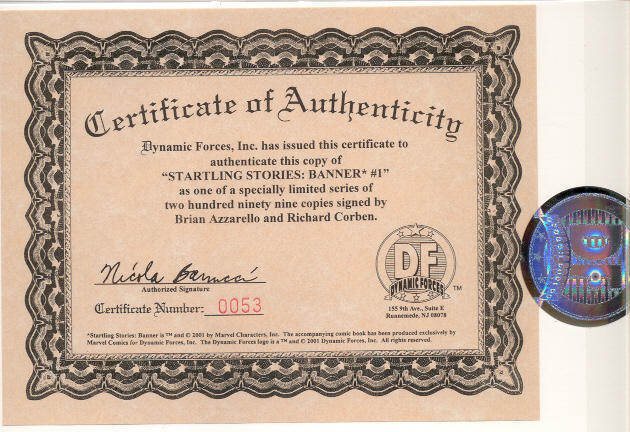 Certificate of Authenticity
Dynamic Forces, Inc. has issued this certificate to
authenticate this copy of
“STARTLING STORIES: BANNER* #1”
as one of a specially limited series of
two hundred ninety nine copies signed by
Brian Azzarello and Richard Corben.
Nicola Barrucci
Authorized Signature
Certificate Number: 0053
DF
DYNAMIC FORCES
TM
155 9th Ave., Suite E
Runnemede, NJ 08078
*Startling Stories: Banner is ™ and © 2001 by Marvel Characters, Inc. The accompanying comic book has been produced exclusively by
Marvel Comics for Dynamic Forces, Inc. The Dynamic Forces logo is a ™ and © 2001 Dynamic Forces, Inc. All rights reserved.